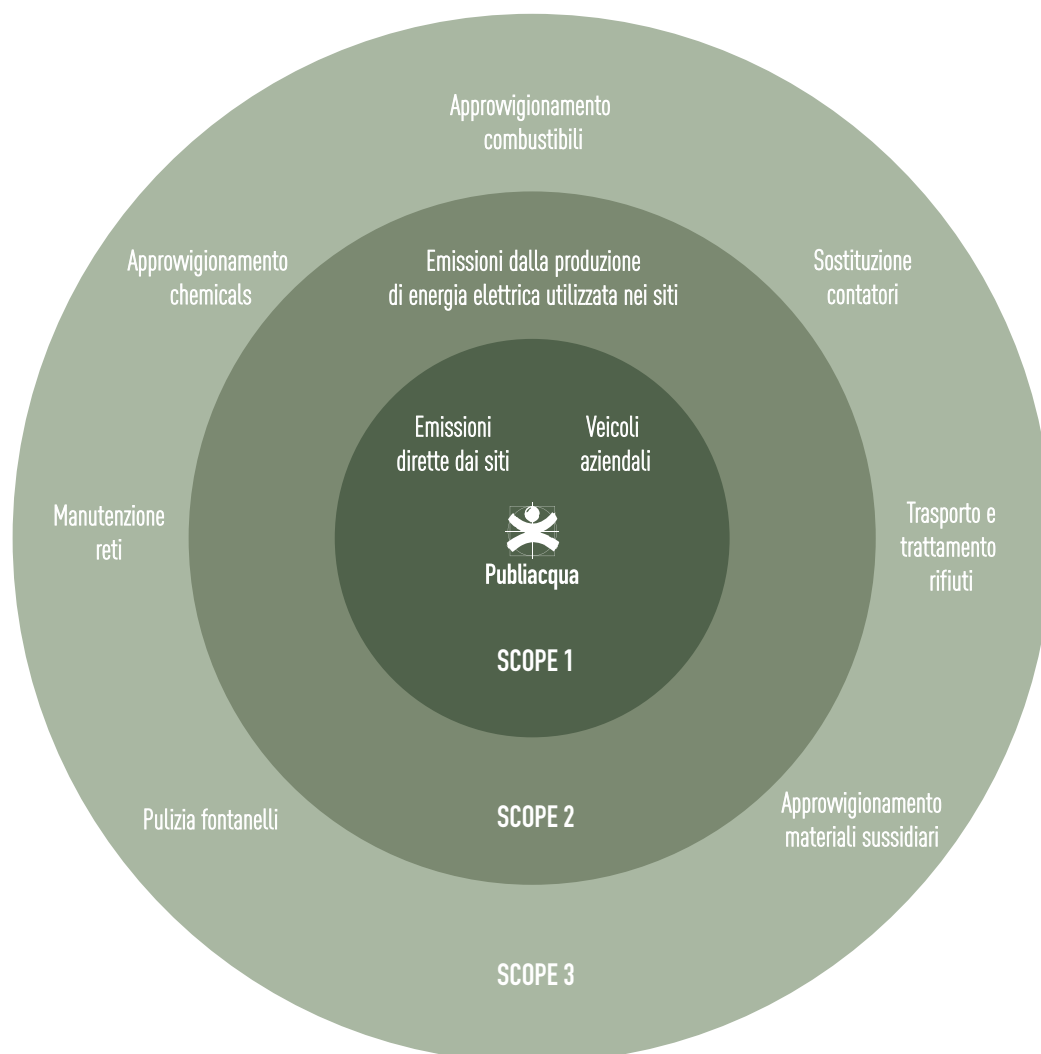 Approvvigionamento
combustibili
Approvvigionamento
chemicals
Emissioni dalla produzione
di energia elettrica utilizzata nei siti
Sostituzione
contatori
Emissioni
dirette dai siti
Veicoli
aziendali
Manutenzione
reti
Publiacqua
Trasporto e
trattamento
rifiuti
SCOPE 1
Pulizia fontanelli
SCOPE 2
Approvvigionamento
materiali sussidiari
SCOPE 3